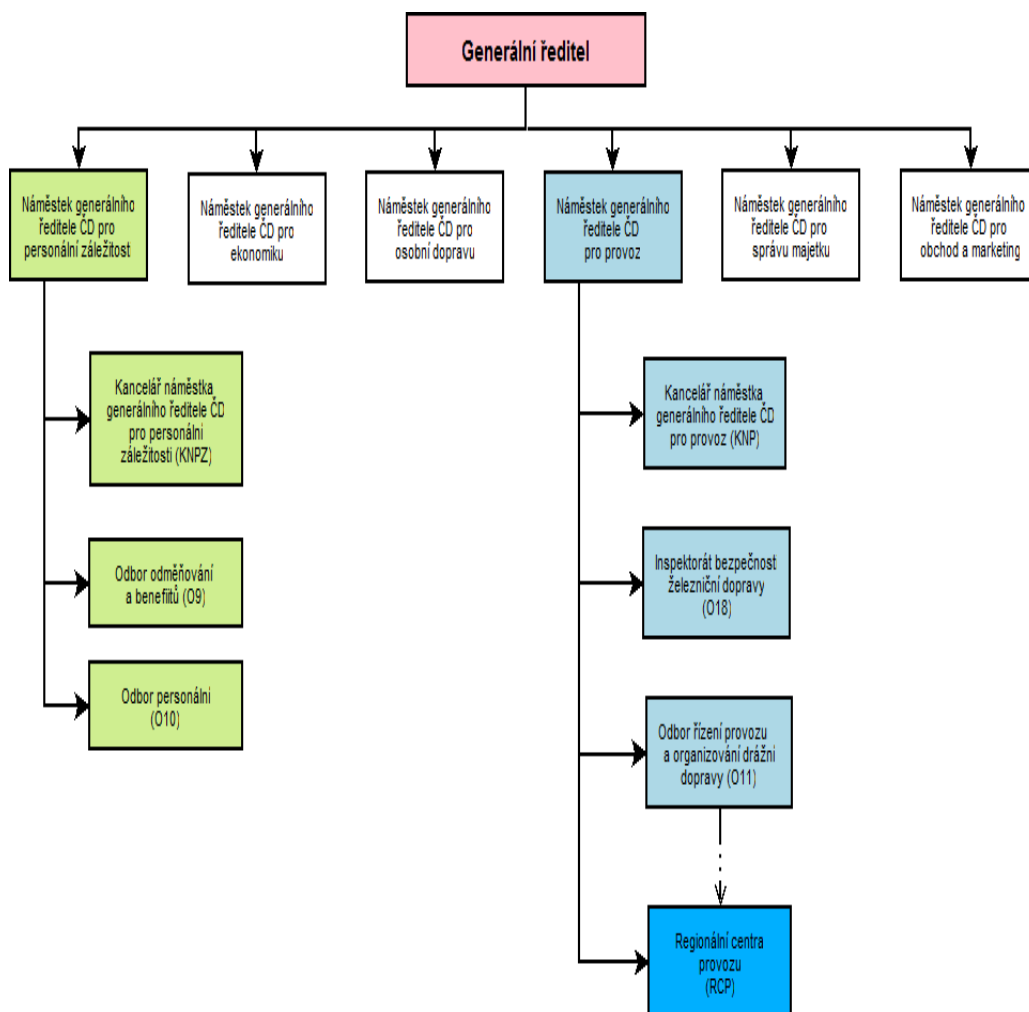 Generální ředitel
Náměstek generálního
ředitele ČD pro
personální záležitost
Náměstek generálního
ředitele ČD pro
ekonomiku
Náměstek generálního
ředitele ČD pro
osobní dopravu
Náměstek generálního
ředitele ČD
pro provoz
Náměstek generálního
ředitele ČD pro
správu majetku
Náměstek generálního
ředitele ČD pro
obchod a marketing
Kancelář náměstka
generálního ředitele ČD
pro personální
záležitosti (KNPZ)
Odbor odměňování
a benefiitů (O9)
Odbor personální
(O10)
Kancelář náměstka
generálního ředitele ČD
pro provoz (KNP)
Inspektorát bezpečnosti
železniční dopravy
(O18)
Odbor řízení provozu
a organizování drážní
dopravy (O11)
Regionální centra
provozu
(RCP)